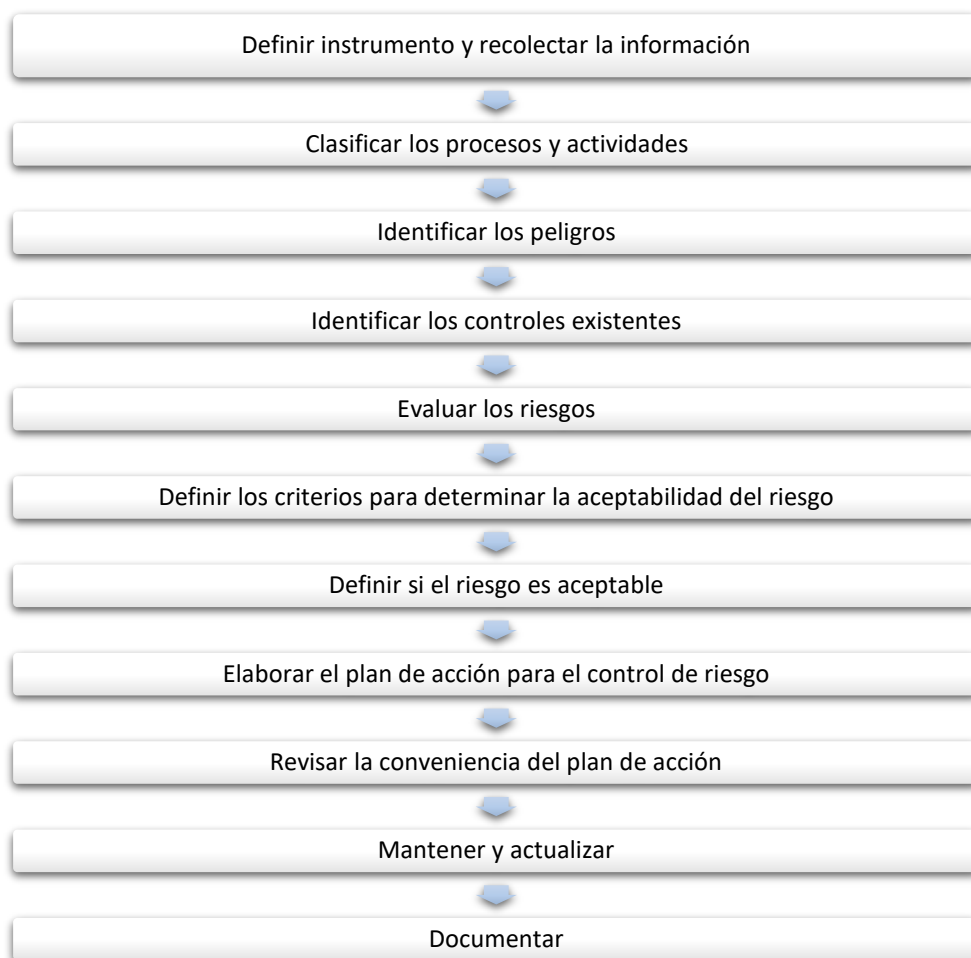 Definir instrumento y recolectar la información
Clasificar los procesos y actividades
Identificar los peligros
Identificar los controles existentes
Evaluar los riesgos
Definir los criterios para determinar la aceptabilidad del riesgo
Definir si el riesgo es aceptable
Elaborar el plan de acción para el control de riesgo
Revisar la conveniencia del plan de acción
Mantener y actualizar
Documentar